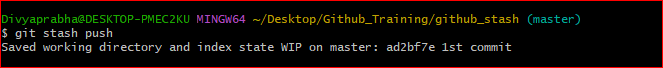 Divyaprabha@DESKTOP-PMEC2KU MINGW64 ~/Desktop/Github_Training/github_stash (master)
$ git stash push
Saved working directory and index state WIP on master: ad2bf7e 1st commit